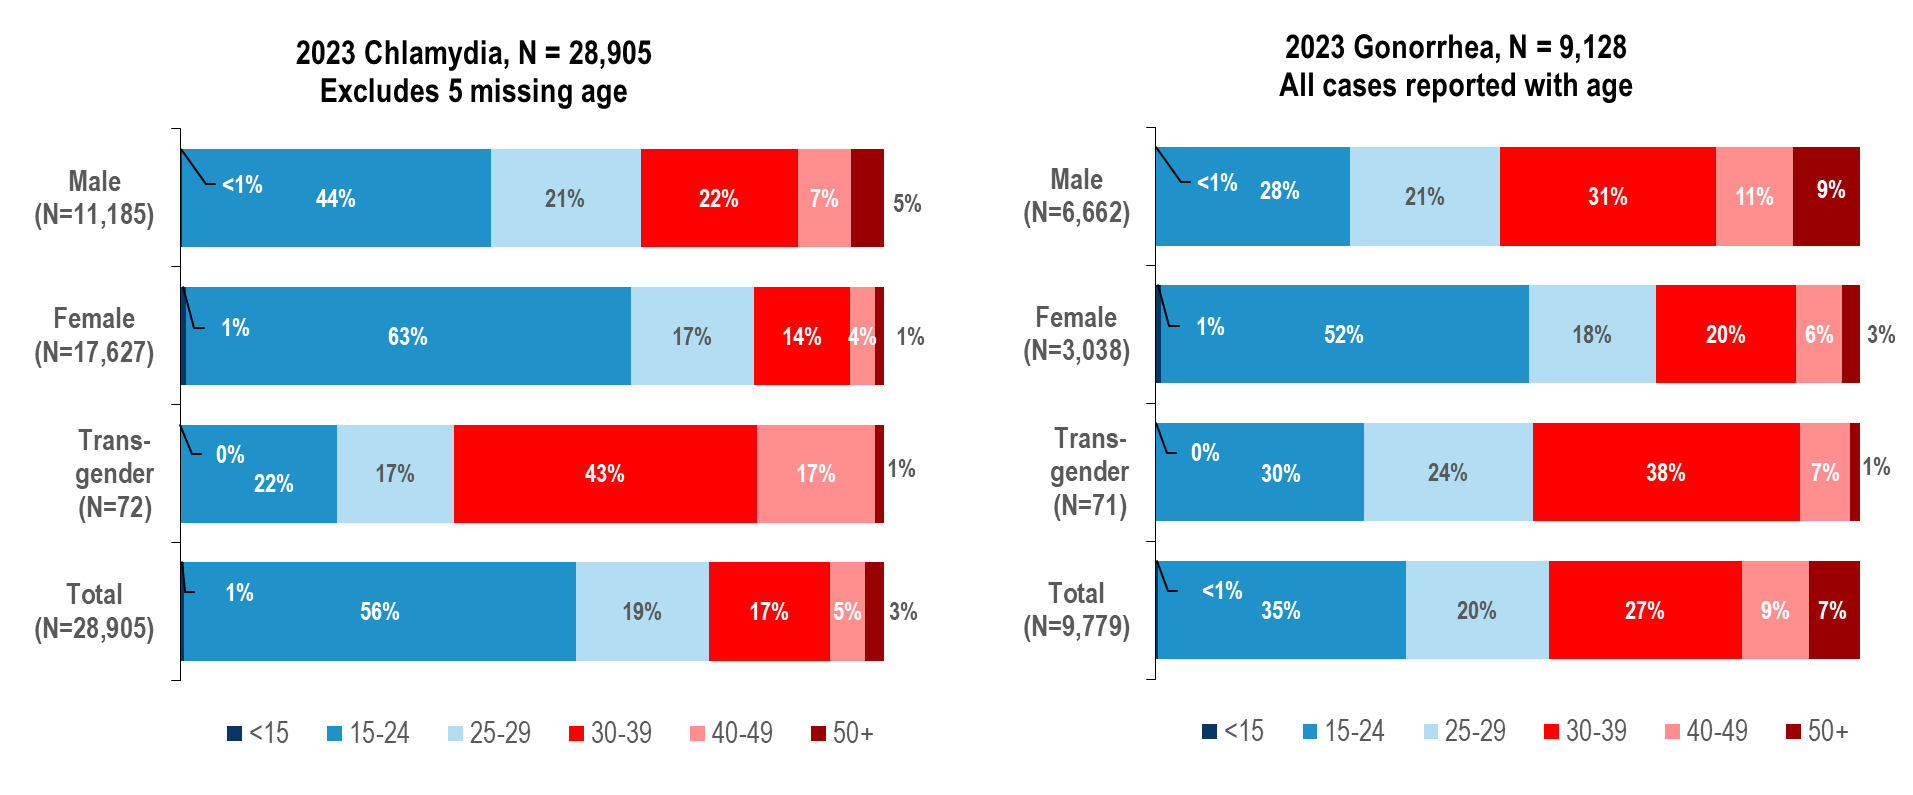 2023 Chlamydia, N = 28,905
Excludes 5 missing age
Male
(N=11,185)
<1%
44%
21%
22%
7%
5%
Female
(N=17,627)
1%
63%
17%
14%
4%
1%
Trans-
gender
(N=72)
0%
22%
17%
43%
17%
1%
Total
(N=28,905)
1%
56%
19%
17%
5%
3%
<15
15-24
25-29
30-39
40-49
50+
2023 Gonorrhea, N = 9,128
All cases reported with age
Male
(N=6,662)
<1%
28%
21%
31%
11%
9%
Female
(N=3,038)
1%
52%
18%
20%
6%
3%
Trans-
gender
(N=71)
0%
30%
24%
38%
7%
1%
Total
(N=9,779)
<1%
35%
20%
27%
9%
7%
<15
15-24
25-29
30-39
40-49
50+